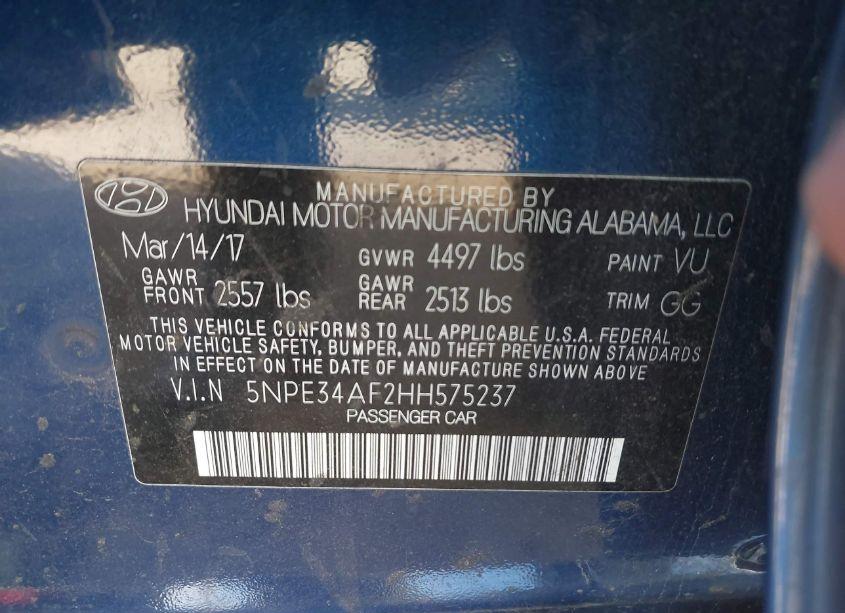 MANUFACTURED BY
HYUNDAI MOTOR MANUFACTURING ALABAMA, LLC
Mar/14/17 GVWR 4497 lbs PAINT VU
GAWR FRONT 2557 lbs GAWR REAR 2513 lbs TRIM GG
THIS VEHICLE CONFORMS TO ALL APPLICABLE U.S.A. FEDERAL
MOTOR VEHICLE SAFETY, BUMPER, AND THEFT PREVENTION STANDARDS
IN EFFECT ON THE DATE OF MANUFACTURE SHOWN ABOVE
V.I.N 5NPE34AF2HH575237
PASSENGER CAR